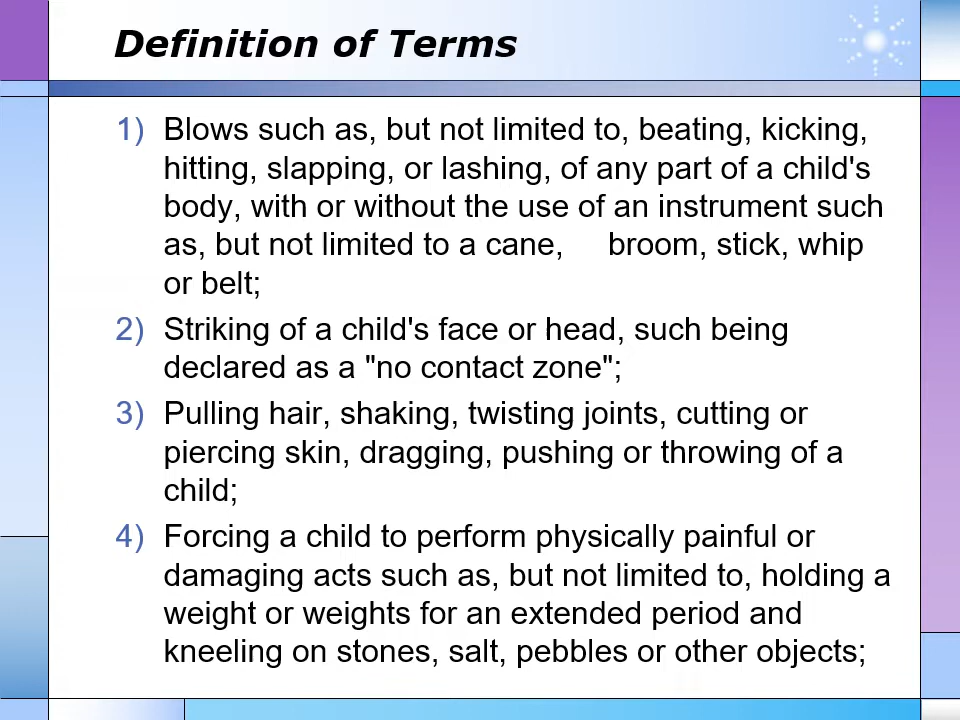 Definition of Terms
1) Blows such as, but not limited to, beating, kicking,
hitting, slapping, or lashing, of any part of a child's
body, with or without the use of an instrument such
as, but not limited to a cane, broom, stick, whip
or belt;
2) Striking of a child's face or head, such being
declared as a "no contact zone";
3) Pulling hair, shaking, twisting joints, cutting or
piercing skin, dragging, pushing or throwing of a
child;
4) Forcing a child to perform physically painful or
damaging acts such as, but not limited to, holding a
weight or weights for an extended period and
kneeling on stones, salt, pebbles or other objects;